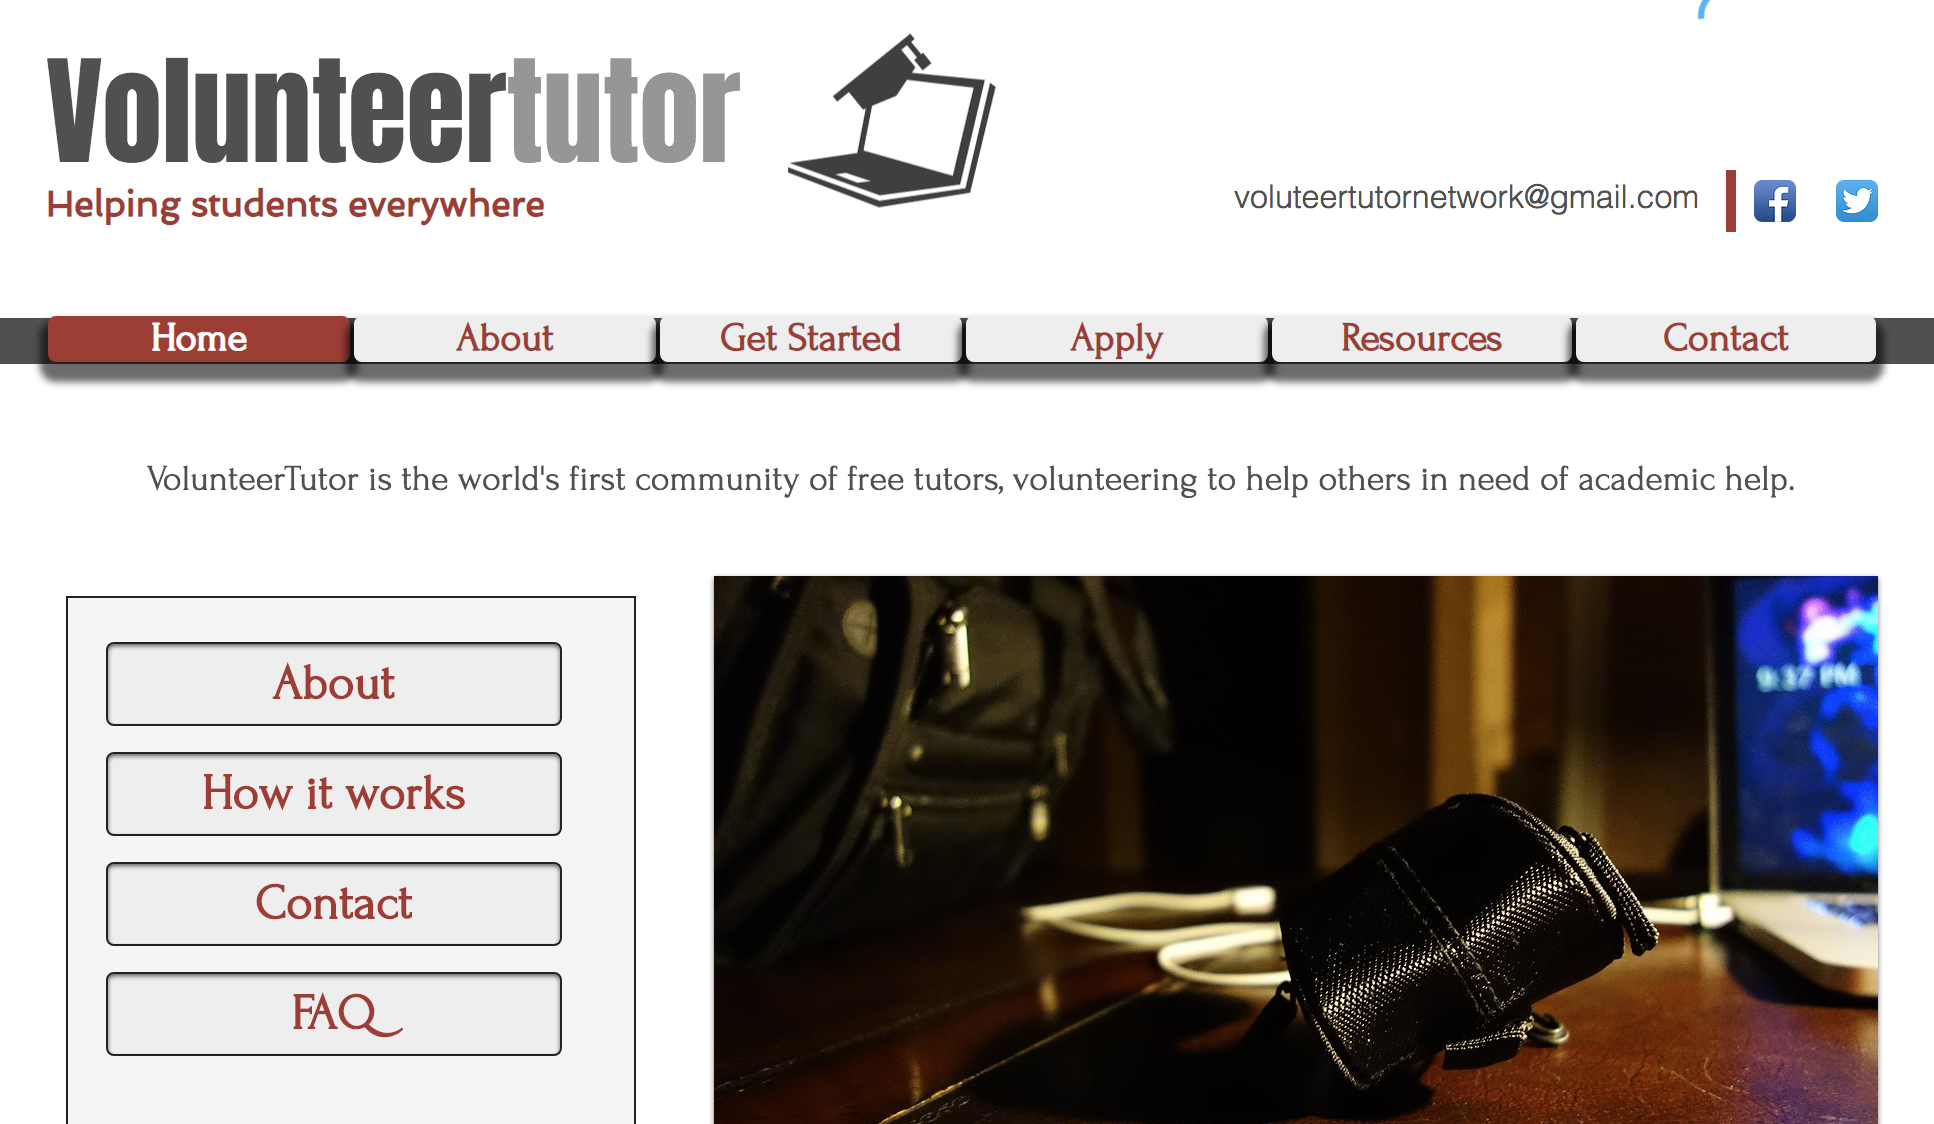 Volunteertutor
Helping students everywhere
voluteertutornetwork@gmail.com
Home About Get Started Apply Resources Contact
VolunteerTutor is the world's first community of free tutors, volunteering to help others in need of academic help.
About
How it works
Contact
FAQ
9:37 PM